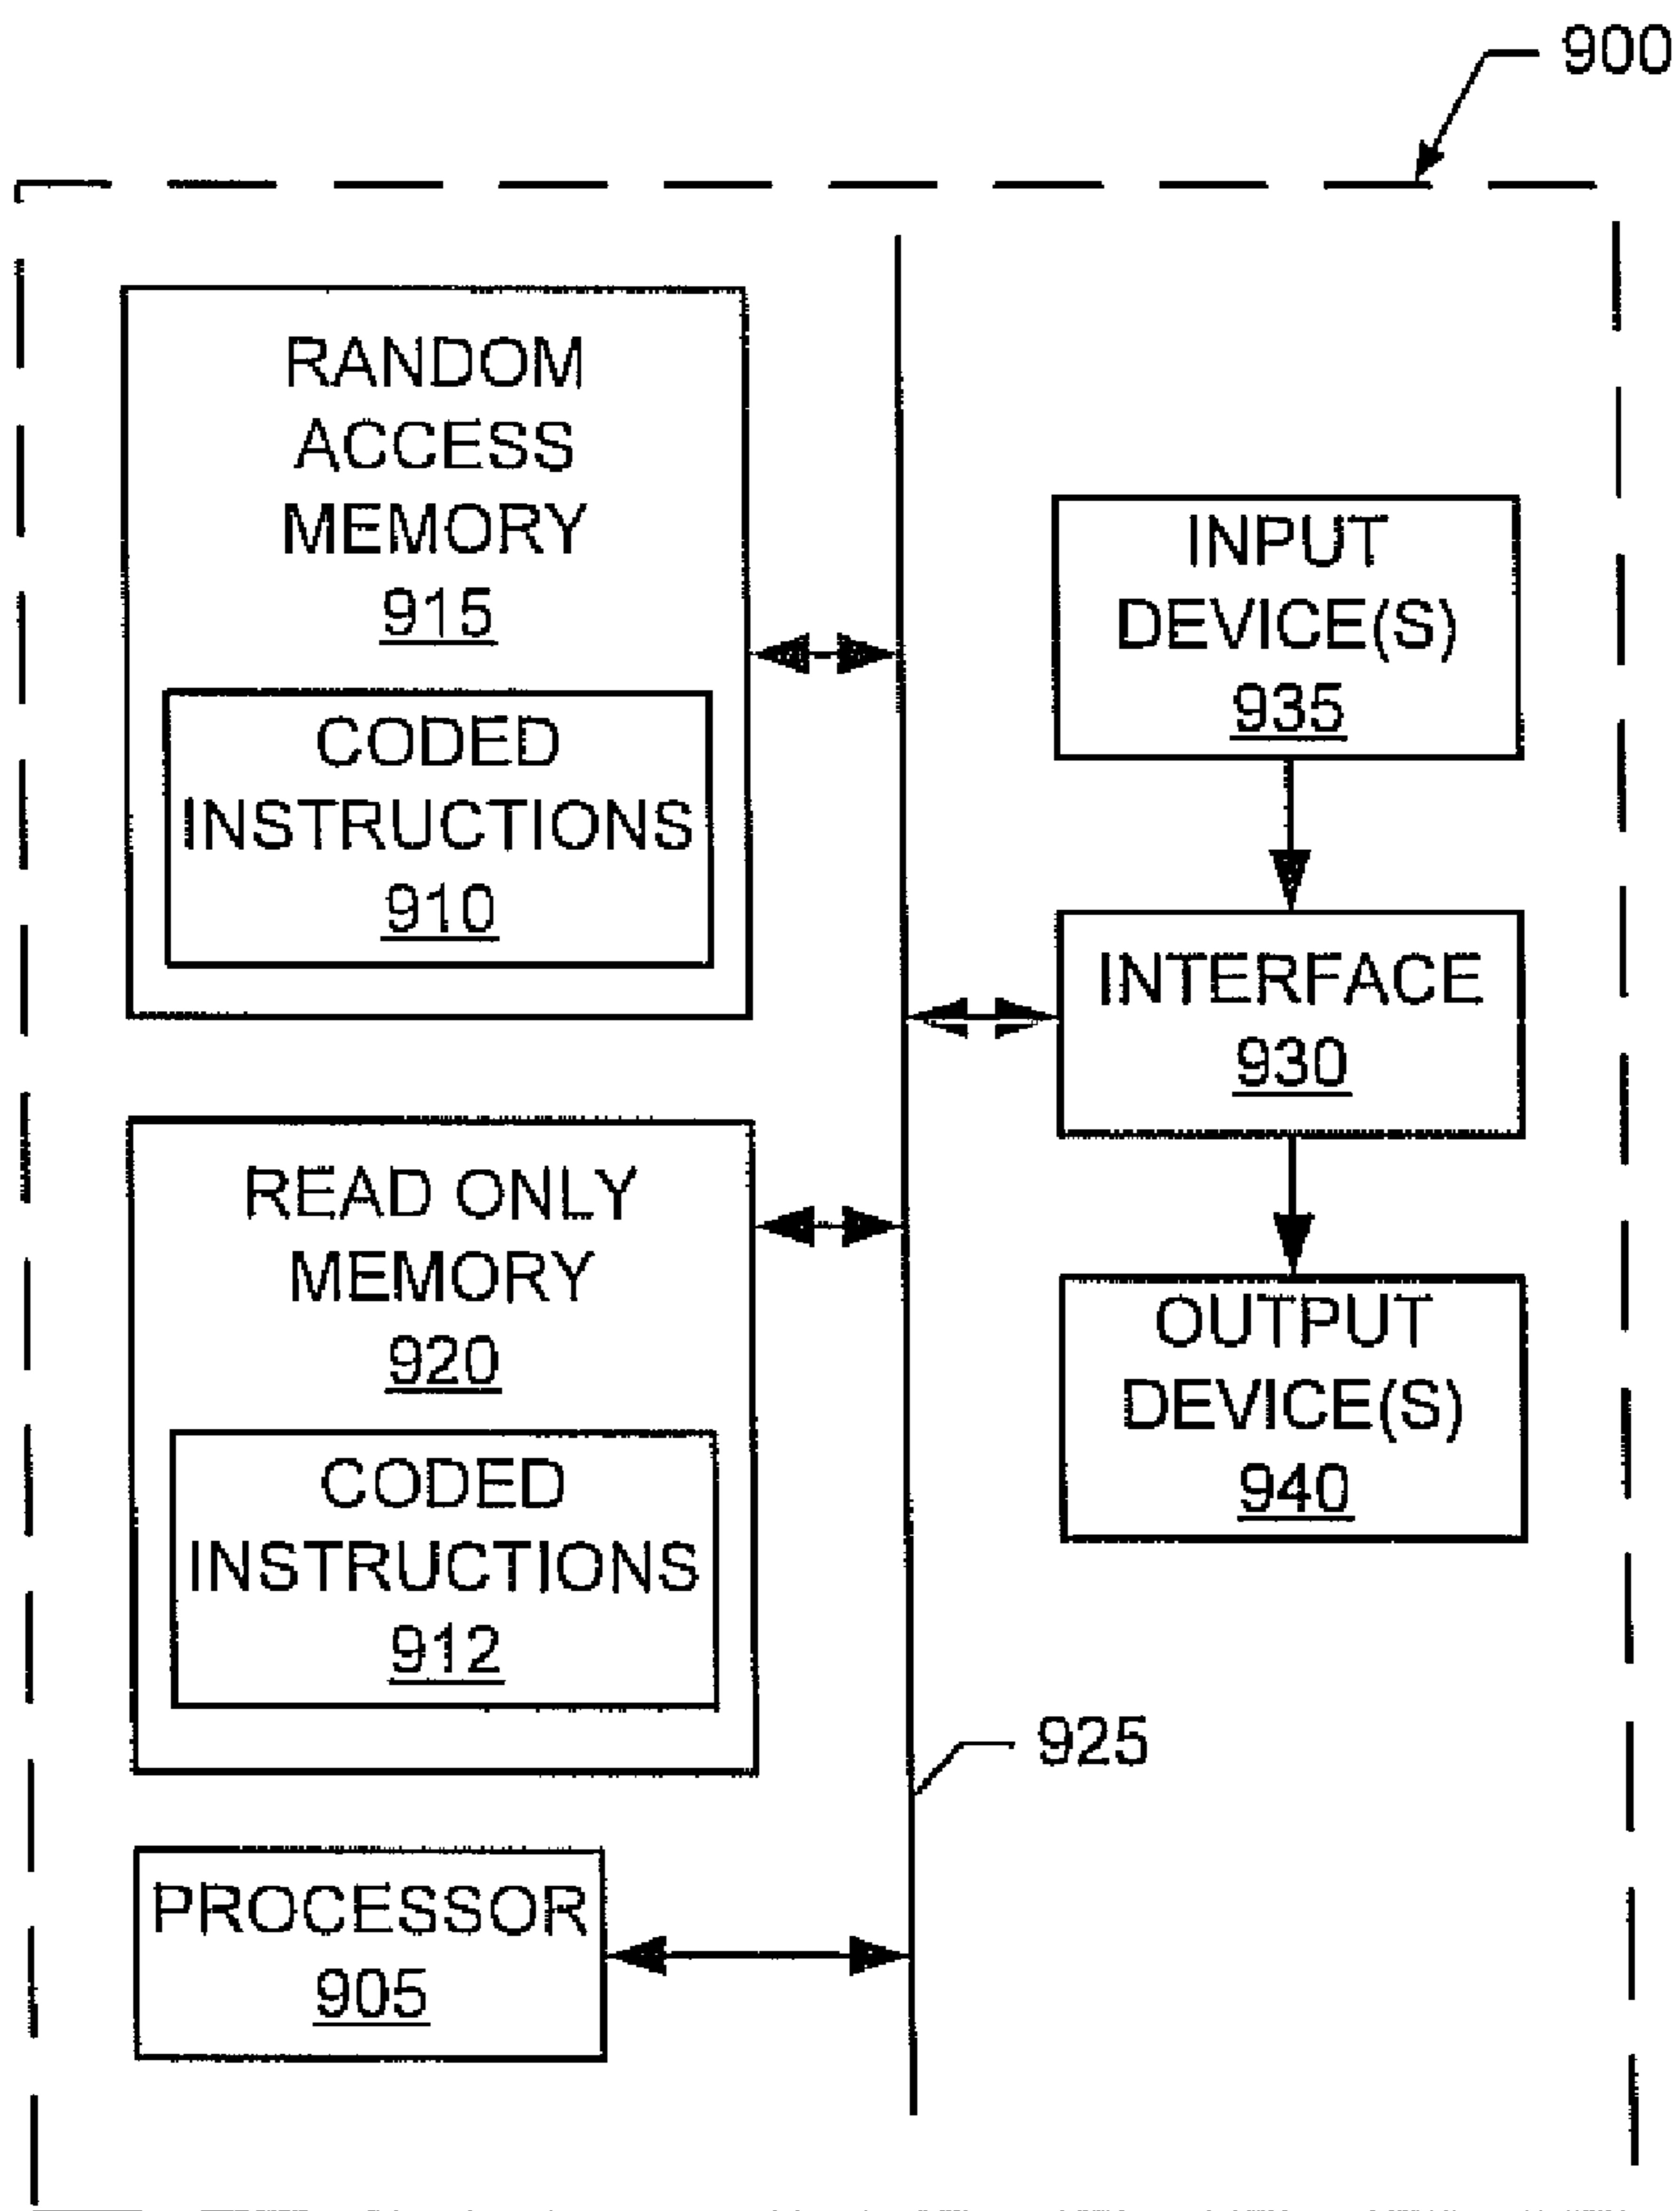 900
RANDOM
ACCESS
MEMORY
915
CODED
INSTRUCTIONS
910
INPUT
DEVICE(S)
935
INTERFACE
930
READ ONLY
MEMORY
920
CODED
INSTRUCTIONS
912
OUTPUT
DEVICE(S)
940
925
PROCESSOR
905